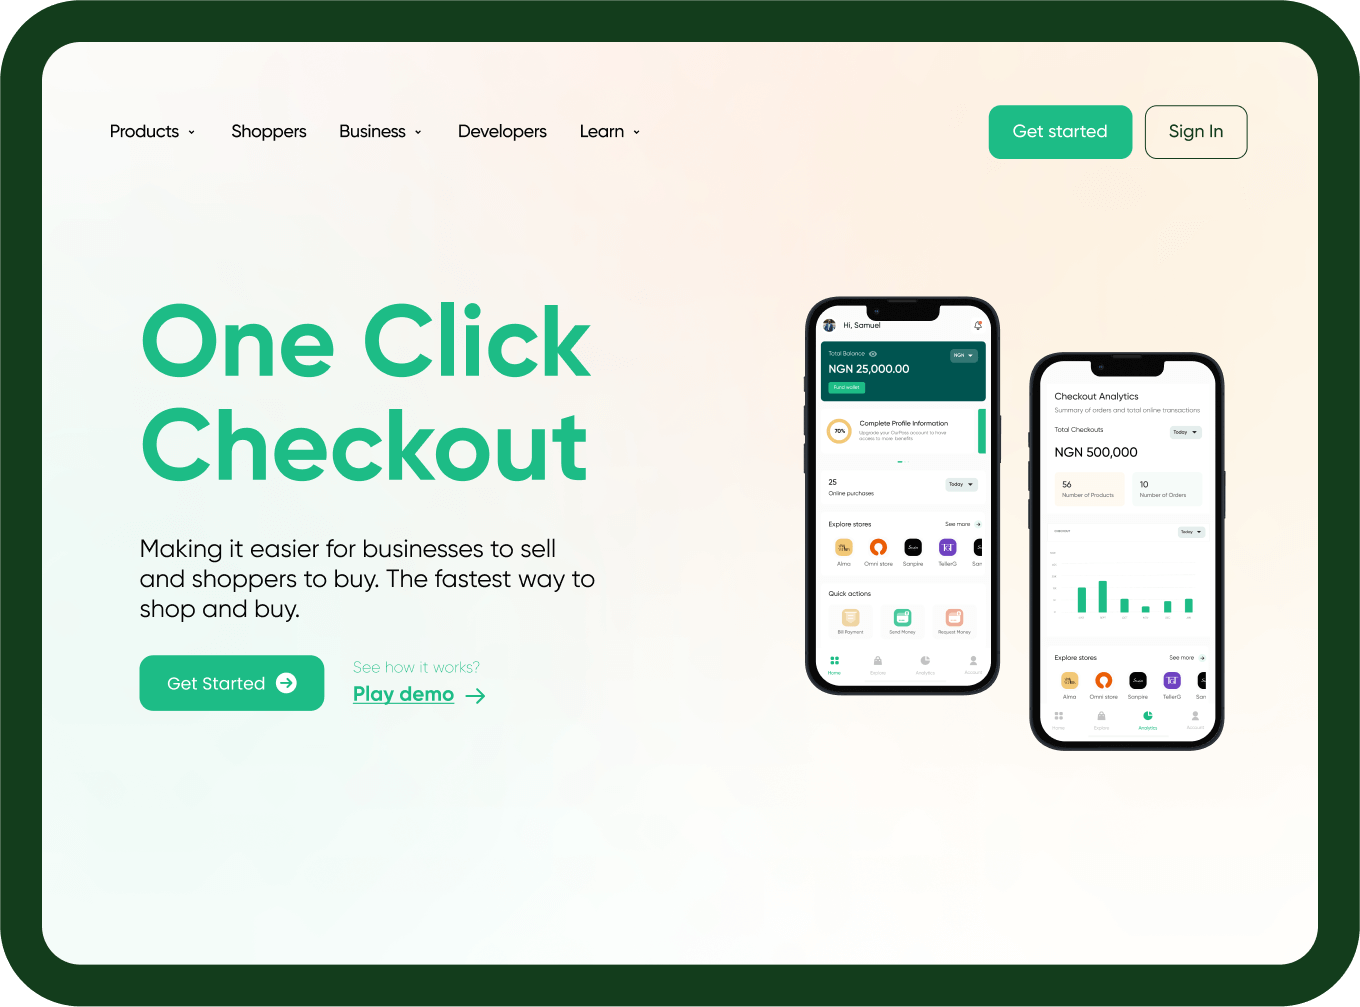 Products
Shoppers
Business
Developers
Learn
Get started
Sign In
One Click
Checkout
Making it easier for businesses to sell
and shoppers to buy. The fastest way to
shop and buy.
Get Started
See how it works?
Play demo
Hi, Samuel
Total Balance
NGN
NGN 25,000.00
Fund wallet
70%
Complete Profile Information
Upgrade your OurPass account to have
access to more benefits
25
Online purchases
Today
Explore stores
See more
Alma
Omni store
Sanpire
TellerG
San
Quick actions
Bill Payment
Send Money
Request Money
Home
Explore
Analytics
Account
Checkout Analytics
Summary of orders and total online transactions
Total Checkouts
Today
NGN 500,000
56
Number of Products
10
Number of Orders
Today
Explore stores
See more
Alma
Omni store
Sanpire
TellerG
San
Home
Explore
Analytics
Account